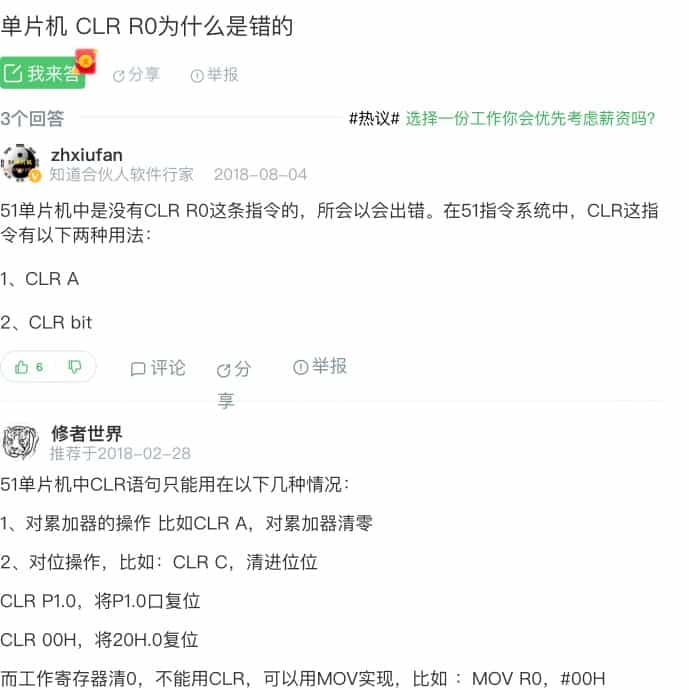 单片机 CLR R0为什么是错的
我来答 分享 举报
3个回答 #热议# 选择一份工作你会优先考虑薪资吗?
zhxiufan
知道合伙人软件行家 2018-08-04
51单片机中是没有CLR R0这条指令的，所会以会出错。在51指令系统中，CLR这指
令有以下两种用法：
1、CLR A
2、CLR bit
6 评论 分 举报
享
修者世界
推荐于2018-02-28
51单片机中CLR语句只能用在以下几种情况：
1、对累加器的操作 比如CLR A，对累加器清零
2、对位操作，比如：CLR C，清进位位
CLR P1.0，将P1.0口复位
CLR 00H，将20H.0复位
而工作寄存器清0，不能用CLR，可以用MOV实现，比如 ：MOV R0，#00H